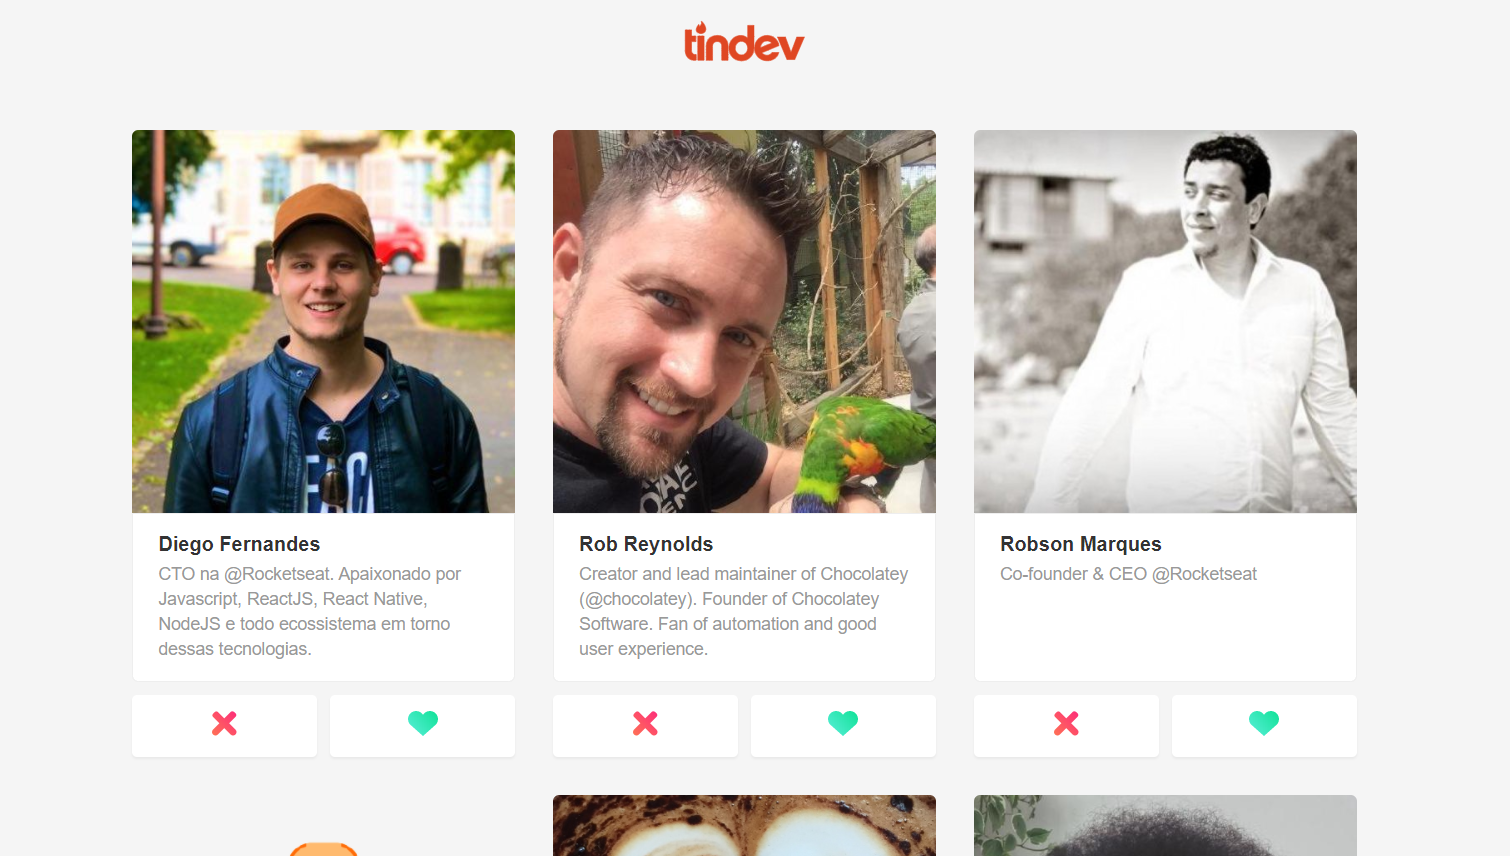 tindev
Diego Fernandes
CTO na @Rocketseat. Apaixonado por
Javascript, ReactJS, React Native,
NodeJS e todo ecossistema em torno
dessas tecnologias.
Rob Reynolds
Creator and lead maintainer of Chocolatey
(@chocolatey). Founder of Chocolatey
Software. Fan of automation and good
user experience.
Robson Marques
Co-founder & CEO @Rocketseat